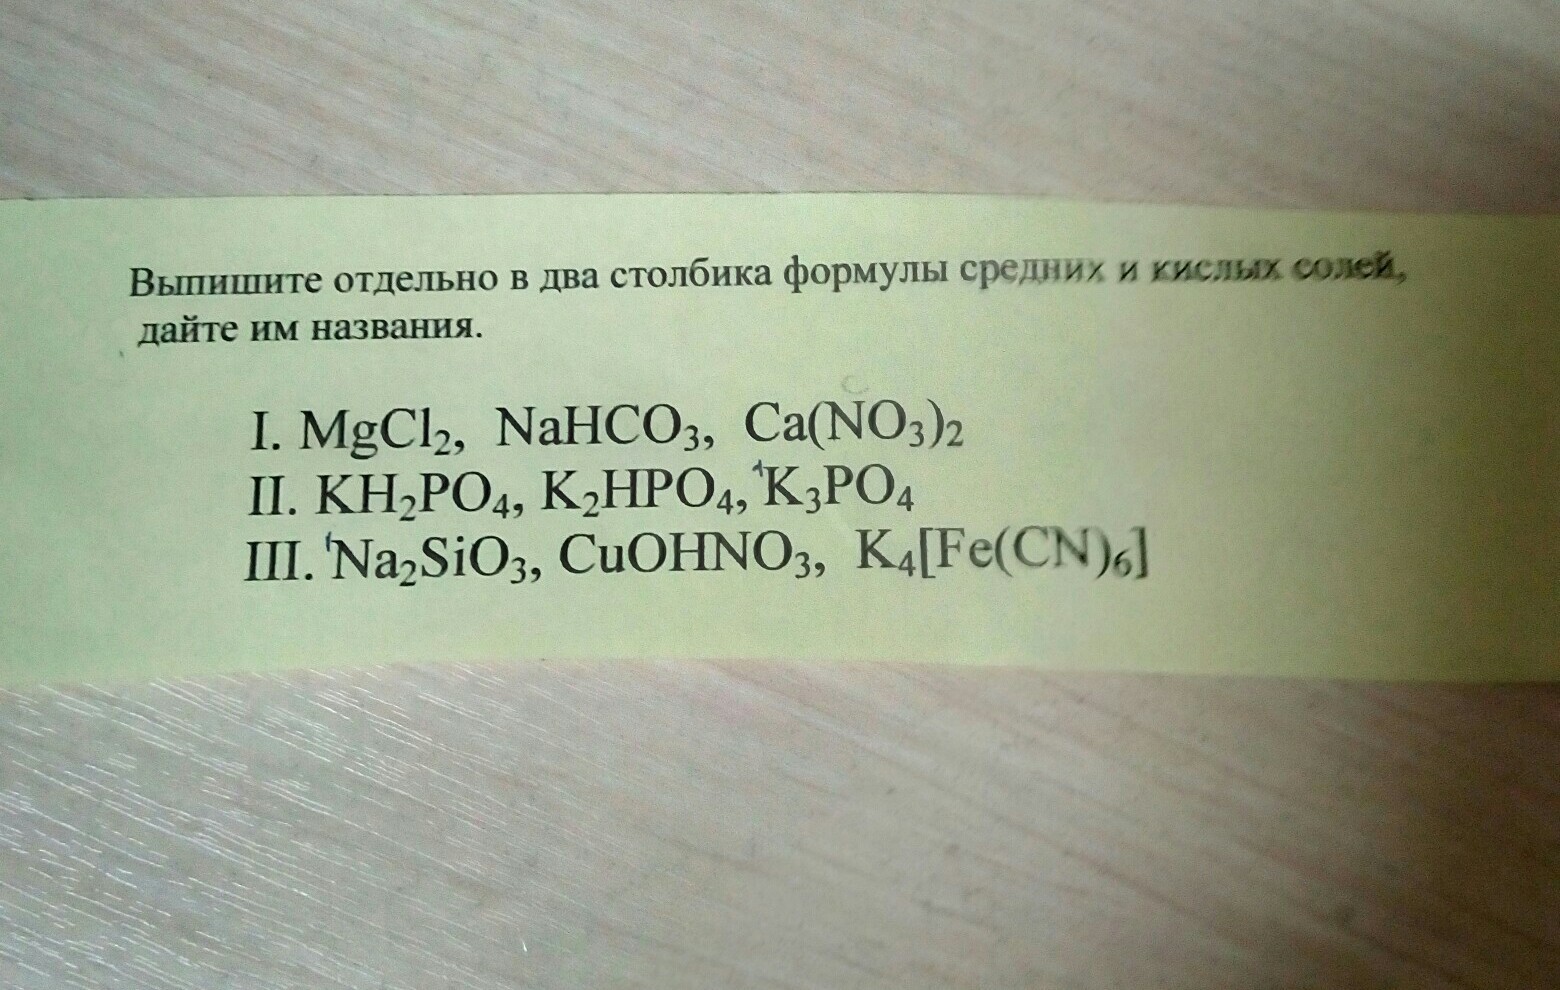 Выпишите отдельно в два столбика формулы средних и кислых солей,
дайте им названия.
I. MgCl₂, NaHCO₃, Ca(NO₃)₂
II. KH₂PO₄, K₂HPO₄, K₃PO₄
III. Na₂SiO₃, CuOHNO₃, K₄[Fe(CN)₆]